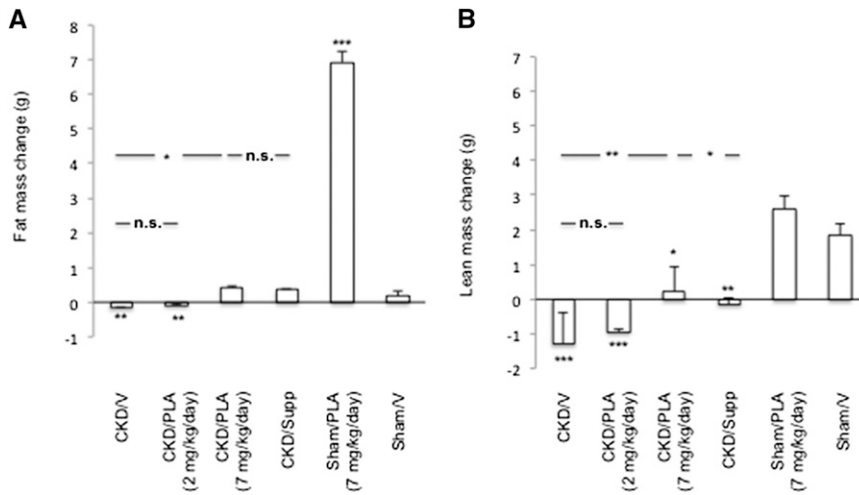 A
Fat mass change (g)
8
7
6
5
4
3
2
1
0
-1
***
*
n.s.
n.s.
**
**
CKD/V
CKD/PLA
(2 mg/kg/day)
CKD/PLA
(7 mg/kg/day)
CKD/Supp
Sham/PLA
(7 mg/kg/day)
Sham/V
B
Lean mass change (g)
7
6
5
4
3
2
1
0
-1
-2
**
*
n.s.
*
**
***
***
CKD/V
CKD/PLA
(2 mg/kg/day)
CKD/PLA
(7 mg/kg/day)
CKD/Supp
Sham/PLA
(7 mg/kg/day)
Sham/V